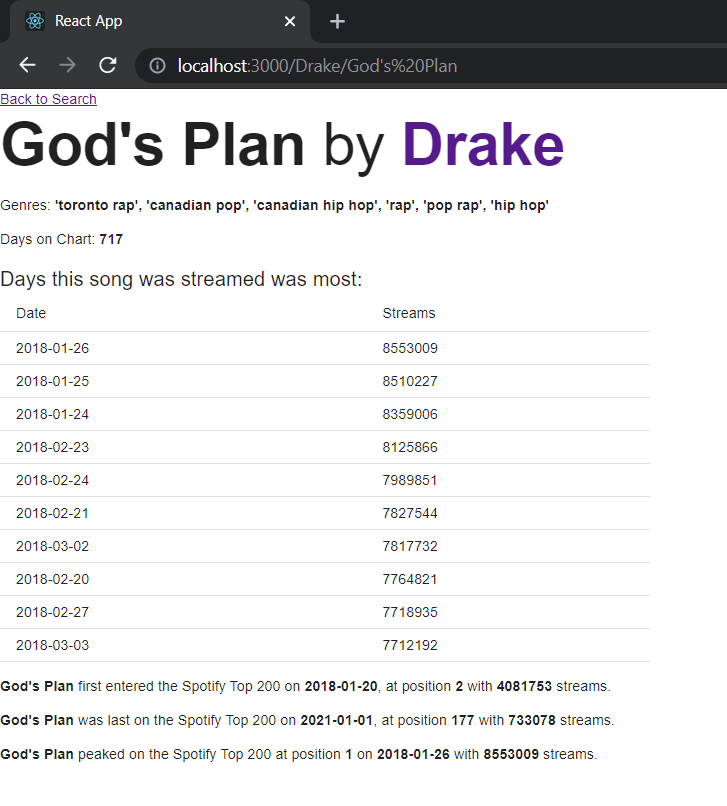 React App
localhost:3000/Drake/God's%20Plan
Back to Search
God's Plan by Drake
Genres: 'toronto rap', 'canadian pop', 'canadian hip hop', 'rap', 'pop rap', 'hip hop'
Days on Chart: 717
Days this song was streamed was most:
Date Streams
2018-01-26 8553009
2018-01-25 8510227
2018-01-24 8359006
2018-02-23 8125866
2018-02-24 7989851
2018-02-21 7827544
2018-03-02 7817732
2018-02-20 7764821
2018-02-27 7718935
2018-03-03 7712192
God's Plan first entered the Spotify Top 200 on 2018-01-20, at position 2 with 4081753 streams.
God's Plan was last on the Spotify Top 200 on 2021-01-01, at position 177 with 733078 streams.
God's Plan peaked on the Spotify Top 200 at position 1 on 2018-01-26 with 8553009 streams.